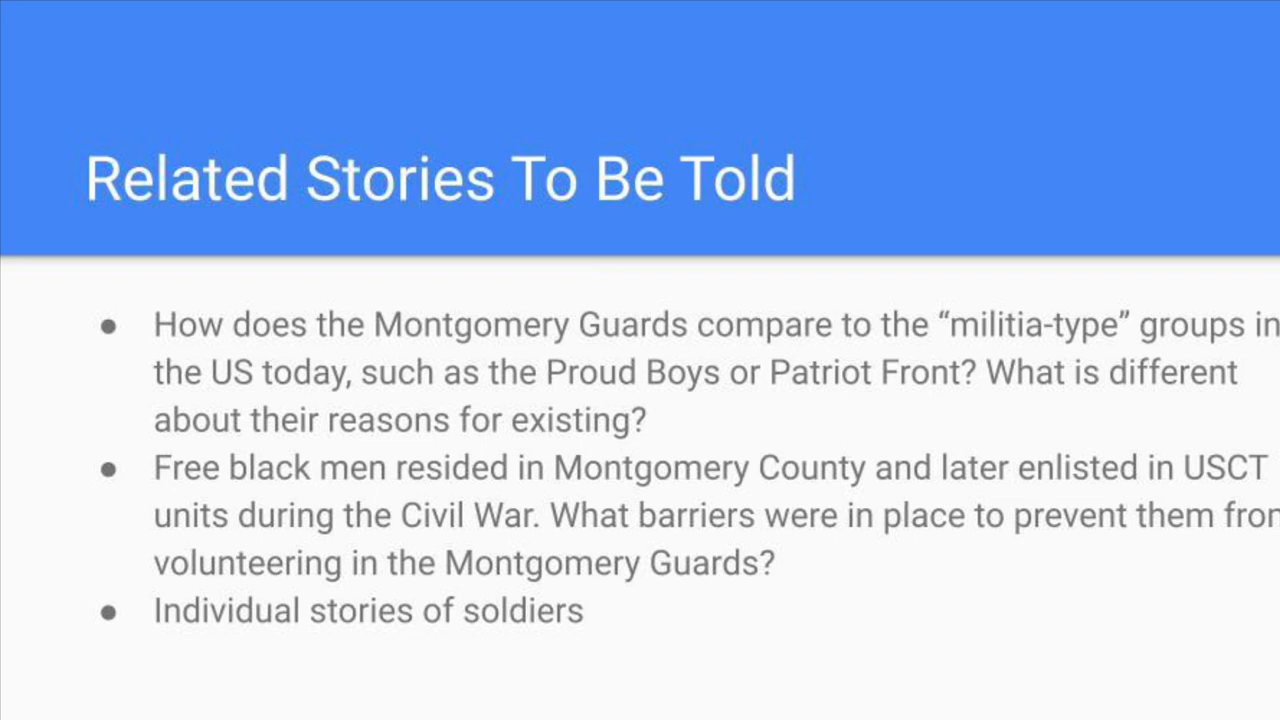 Related Stories To Be Told
● How does the Montgomery Guards compare to the “militia-type” groups in
the US today, such as the Proud Boys or Patriot Front? What is different
about their reasons for existing?
● Free black men resided in Montgomery County and later enlisted in USCT
units during the Civil War. What barriers were in place to prevent them from
volunteering in the Montgomery Guards?
● Individual stories of soldiers